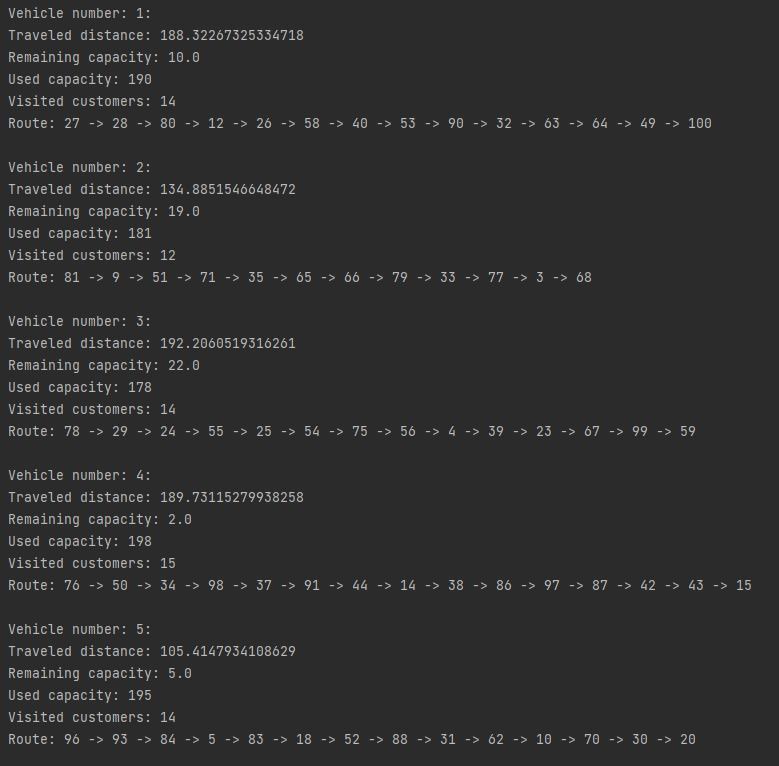 Vehicle number: 1:
Traveled distance: 188.32267325334718
Remaining capacity: 10.0
Used capacity: 190
Visited customers: 14
Route: 27 -> 28 -> 80 -> 12 -> 26 -> 58 -> 40 -> 53 -> 90 -> 32 -> 63 -> 64 -> 49 -> 100
Vehicle number: 2:
Traveled distance: 134.8851546648472
Remaining capacity: 19.0
Used capacity: 181
Visited customers: 12
Route: 81 -> 9 -> 51 -> 71 -> 35 -> 65 -> 66 -> 79 -> 33 -> 77 -> 3 -> 68
Vehicle number: 3:
Traveled distance: 192.2060519316261
Remaining capacity: 22.0
Used capacity: 178
Visited customers: 14
Route: 78 -> 29 -> 24 -> 55 -> 25 -> 54 -> 75 -> 56 -> 4 -> 39 -> 23 -> 67 -> 99 -> 59
Vehicle number: 4:
Traveled distance: 189.73115279938258
Remaining capacity: 2.0
Used capacity: 198
Visited customers: 15
Route: 76 -> 50 -> 34 -> 98 -> 37 -> 91 -> 44 -> 14 -> 38 -> 86 -> 97 -> 87 -> 42 -> 43 -> 15
Vehicle number: 5:
Traveled distance: 105.4147934108629
Remaining capacity: 5.0
Used capacity: 195
Visited customers: 14
Route: 96 -> 93 -> 84 -> 5 -> 83 -> 18 -> 52 -> 88 -> 31 -> 62 -> 10 -> 70 -> 30 -> 20